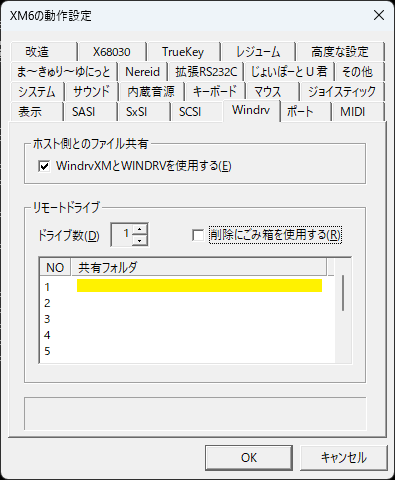 XM6の動作設定
改造 X68030 TrueKey レジューム 高度な設定
ま～きゅり～ゆにっと Nereid 拡張RS232C じょいぽーとU君 その他
システム サウンド 内蔵音源 キーボード マウス ジョイスティック
表示 SASI SxSI SCSI Windrv ポート MIDI
ホスト側とのファイル共有
WindrvXMとWINDRVを使用する(E)
リモートドライブ
ドライブ数(D) 1 削除にごみ箱を使用する(R)
NO 共有フォルダ
1
2
3
4
5
OK キャンセル